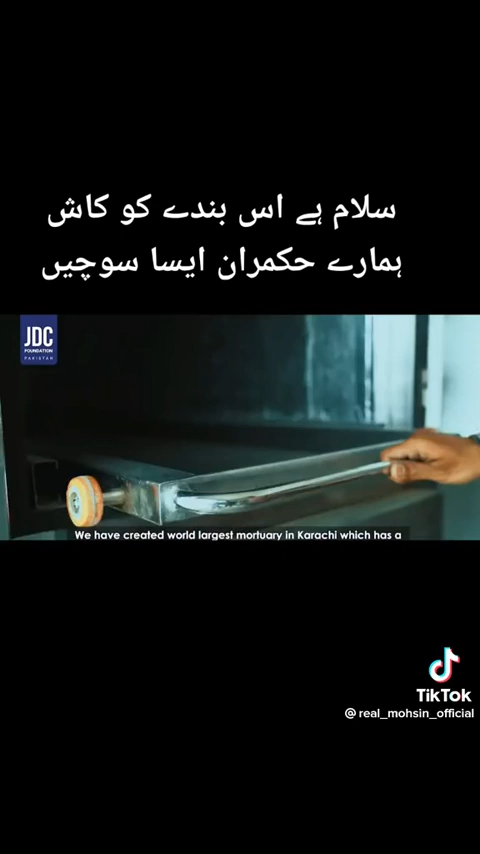 سلام ہے اس بندے کو کاش
ہمارے حکمران ایسا سوچیں
JDC
FOUNDATION
PAKISTAN
We have created world largest mortuary in Karachi which has a
TikTok
@real_mohsin_official